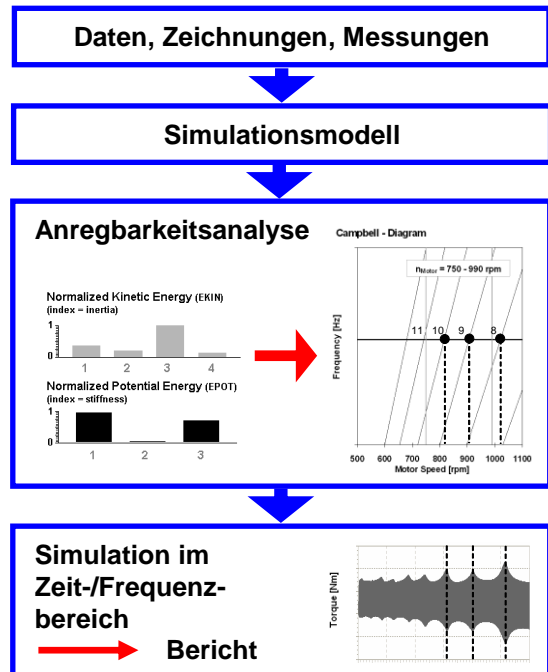 Daten, Zeichnungen, Messungen
Simulationsmodell
Anregbarkeitsanalyse
Normalized Kinetic Energy (EKIN)
(index = inertia)
1
0
1 2 3 4
Normalized Potential Energy (EPOT)
(index = stiffness)
1
0
1 2 3
Campbell - Diagram
nMotor = 750 - 990 rpm
Frequency [Hz]
11 10 9 8
500 600 700 800 900 1000 1100
Motor Speed [rpm]
Simulation im
Zeit-/Frequenz-
bereich
Bericht
Torque [Nm]